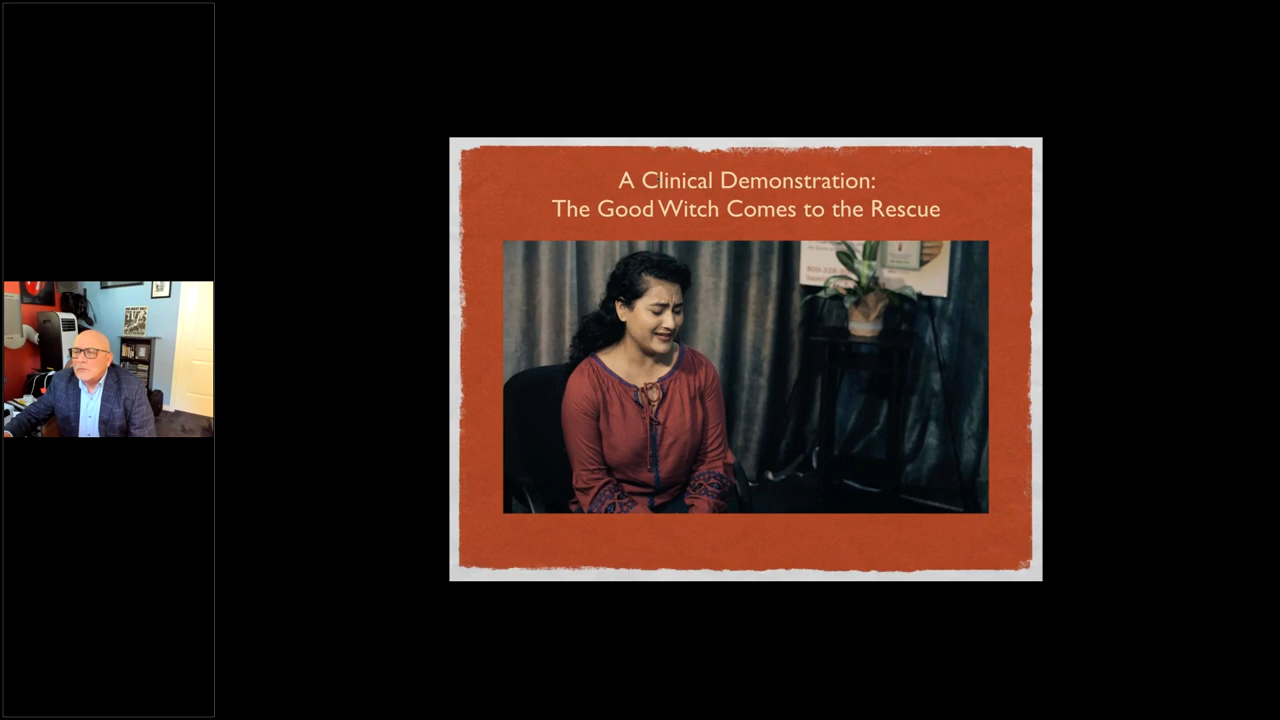 A Clinical Demonstration:
The Good Witch Comes to the Rescue